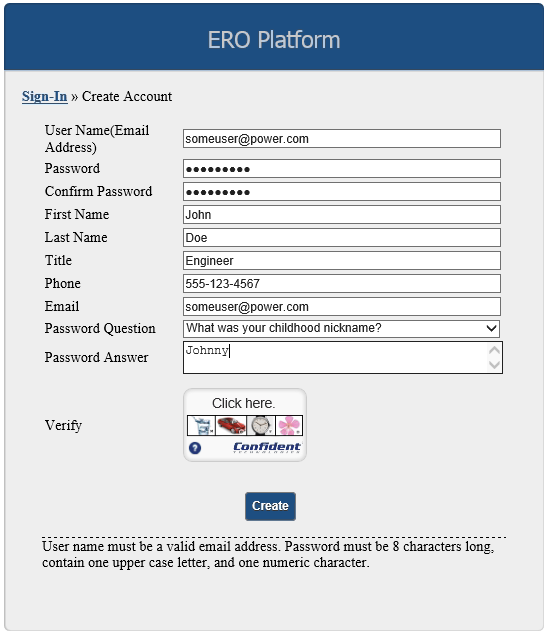 ERO Platform
Sign-In » Create Account
User Name(Email
Address)
someuser@power.com
Password
●●●●●●●●●
Confirm Password
●●●●●●●●●
First Name
John
Last Name
Doe
Title
Engineer
Phone
555-123-4567
Email
someuser@power.com
Password Question
What was your childhood nickname?
Password Answer
Johnny
Verify
Click here.
?
Confident
TECHNOLOGIES
Create
User name must be a valid email address. Password must be 8 characters long,
contain one upper case letter, and one numeric character.